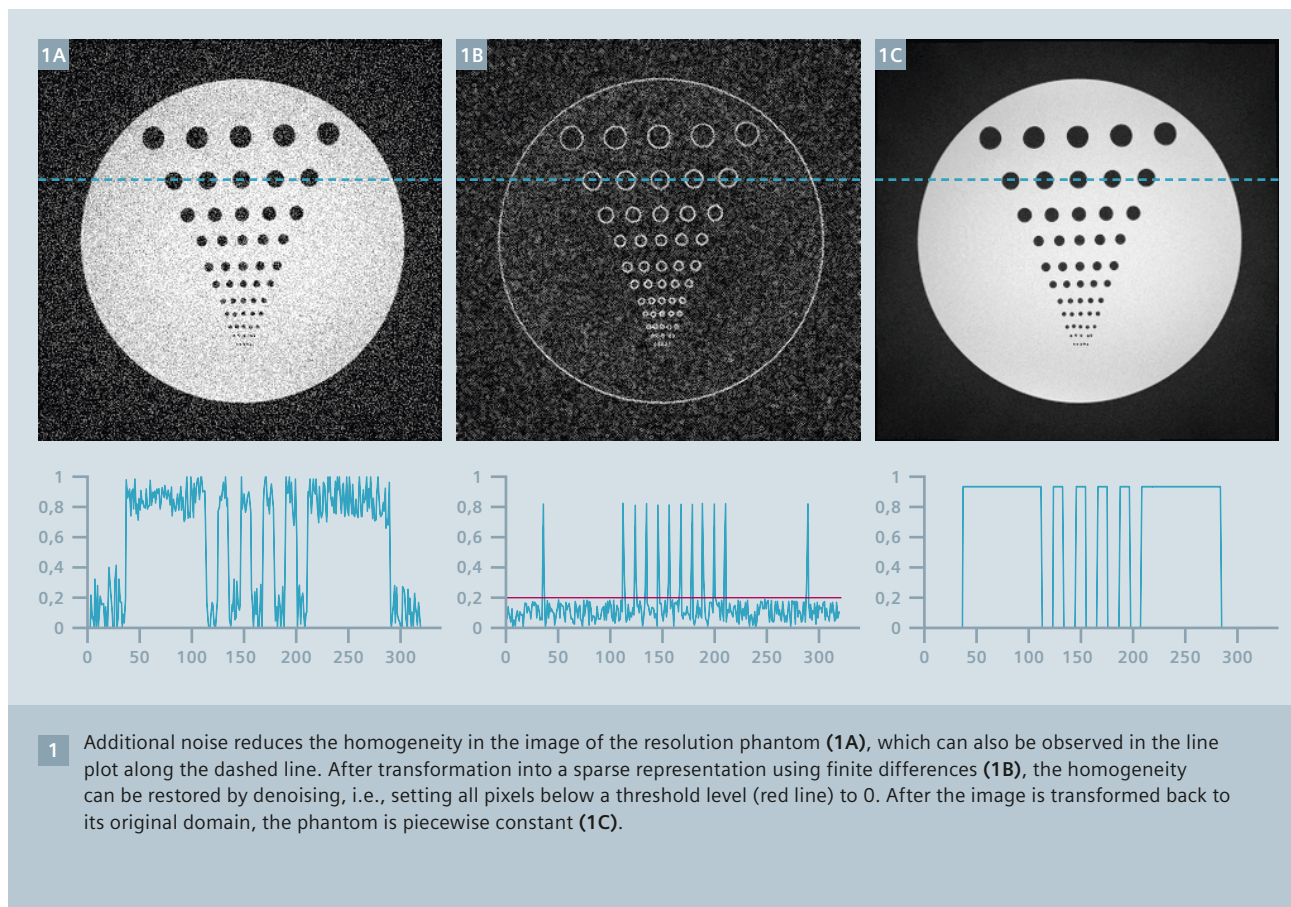 1A 1B 1C
1 1 1
0,8 0,8 0,8
0,6 0,6 0,6
0,4 0,4 0,4
0,2 0,2 0,2
0 0 0
0 50 100 150 200 250 300 0 50 100 150 200 250 300 0 50 100 150 200 250 300
1 Additional noise reduces the homogeneity in the image of the resolution phantom (1A), which can also be observed in the line
plot along the dashed line. After transformation into a sparse representation using finite differences (1B), the homogeneity
can be restored by denoising, i.e., setting all pixels below a threshold level (red line) to 0. After the image is transformed back to
its original domain, the phantom is piecewise constant (1C).